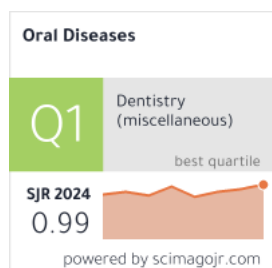 Oral Diseases
Q1
Dentistry
(miscellaneous)
best quartile
SJR 2024
0.99
powered by scimagojr.com